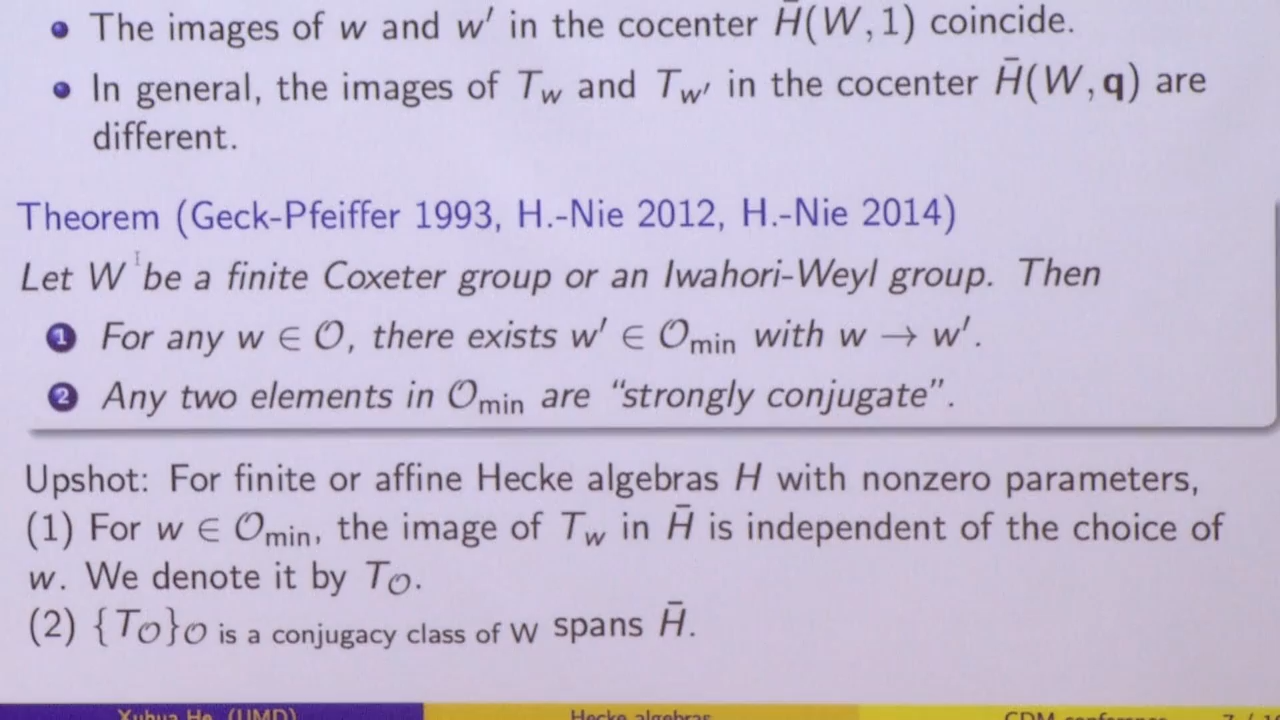 • The images of w and w′ in the cocenter H̄(W, 1) coincide.
• In general, the images of T_w and T_w′ in the cocenter H̄(W, q) are
different.
Theorem (Geck-Pfeiffer 1993, H.-Nie 2012, H.-Nie 2014)
Let W be a finite Coxeter group or an Iwahori-Weyl group. Then
1 For any w ∈ 𝒪, there exists w′ ∈ 𝒪_min with w → w′.
2 Any two elements in 𝒪_min are “strongly conjugate”.
Upshot: For finite or affine Hecke algebras H with nonzero parameters,
(1) For w ∈ 𝒪_min, the image of T_w in H̄ is independent of the choice of
w. We denote it by T_𝒪.
(2) {T_𝒪}_𝒪 is a conjugacy class of W spans H̄.
Xuhua He (UMD) Hecke algebras CDM conference 7 /